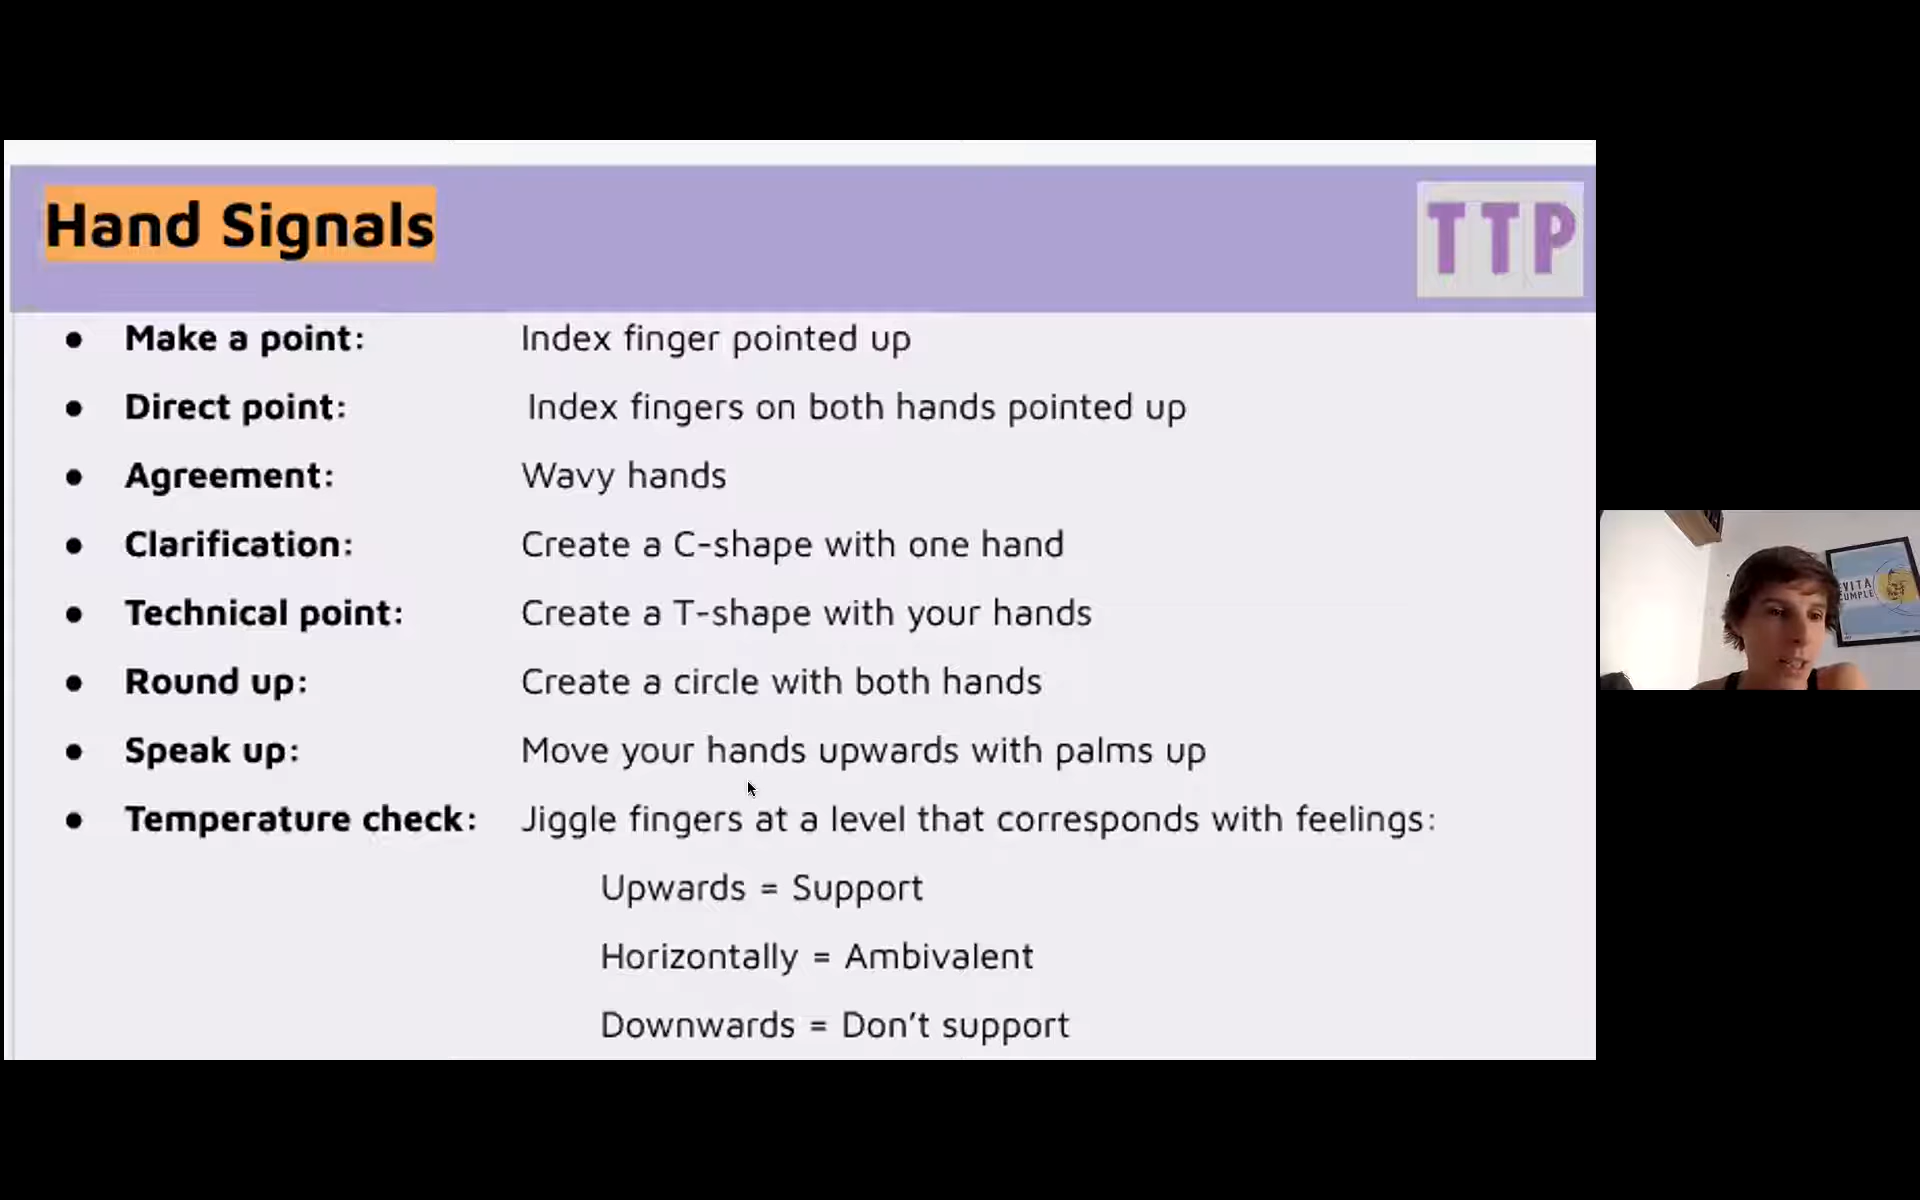 Hand Signals
TTP
● Make a point: Index finger pointed up
● Direct point: Index fingers on both hands pointed up
● Agreement: Wavy hands
● Clarification: Create a C-shape with one hand
● Technical point: Create a T-shape with your hands
● Round up: Create a circle with both hands
● Speak up: Move your hands upwards with palms up
● Temperature check: Jiggle fingers at a level that corresponds with feelings:
Upwards = Support
Horizontally = Ambivalent
Downwards = Don’t support
VITA
CUMPLE